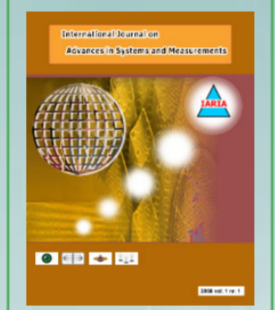 International Journal on
Advances in Systems and Measurements
IARIA
2008 vol. 1 nr. 1